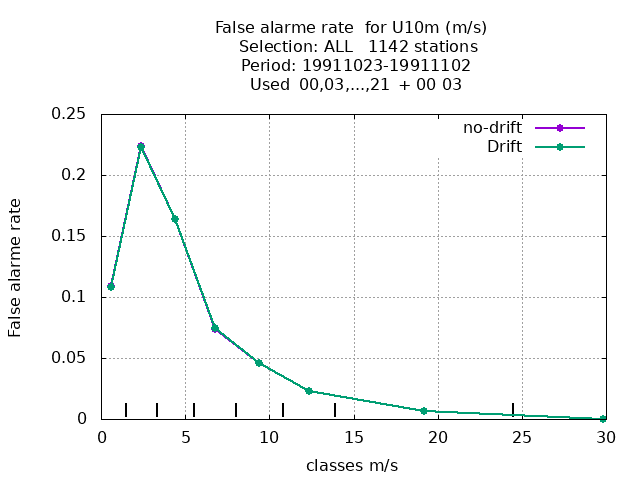 False alarme rate  for U10m (m/s)
Selection: ALL   1142 stations
Period: 19911023-19911102
Used  00,03,...,21  + 00 03
0.25
no-drift
Drift
0.2
0.15
False alarme rate
0.1
0.05
0
0 5 10 15 20 25 30
classes m/s